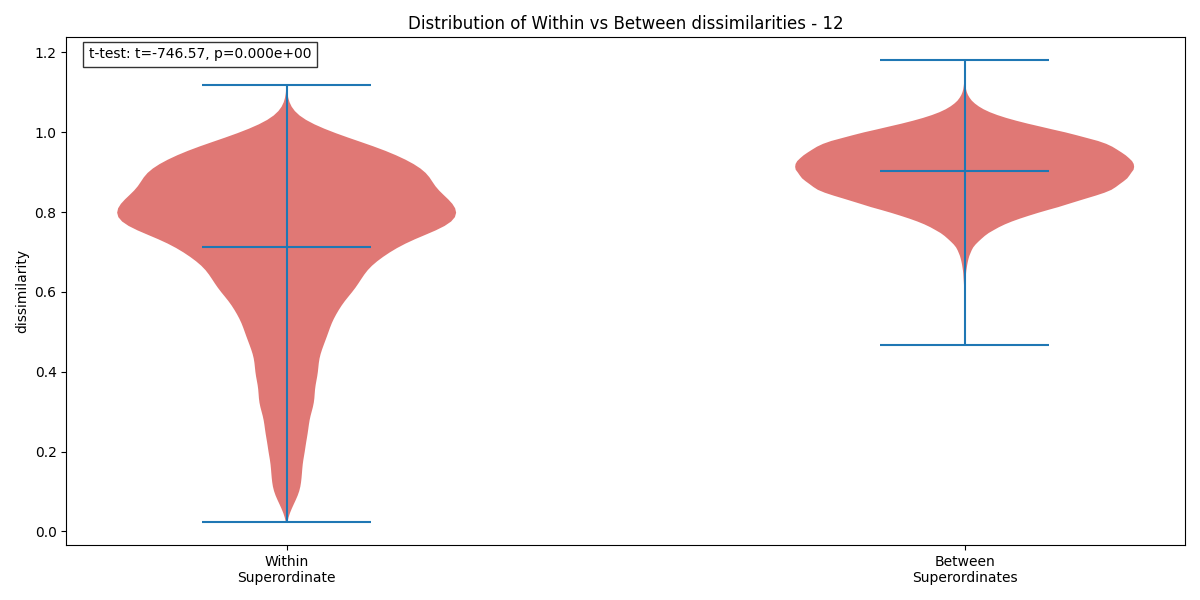 Distribution of Within vs Between dissimilarities - 12
t-test: t=-746.57, p=0.000e+00
dissimilarity
1.2
1.0
0.8
0.6
0.4
0.2
0.0
Within
Superordinate
Between
Superordinates